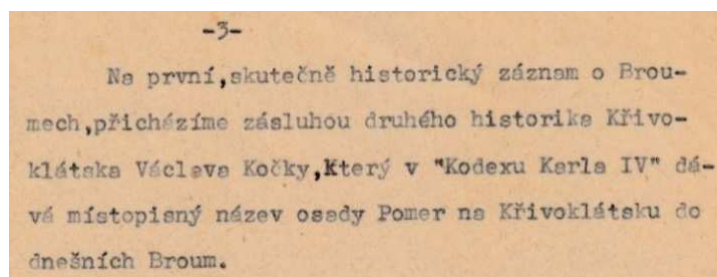 -3-
Na první,skutečně historický záznam o Brou-
mech,přicházíme zásluhou druhého historika Křivo-
klátska Václava Kočky,který v "Kodexu Karla IV" dá-
vá místopisný název osady Pomer na Křivoklátsku do
dnešních Broum.